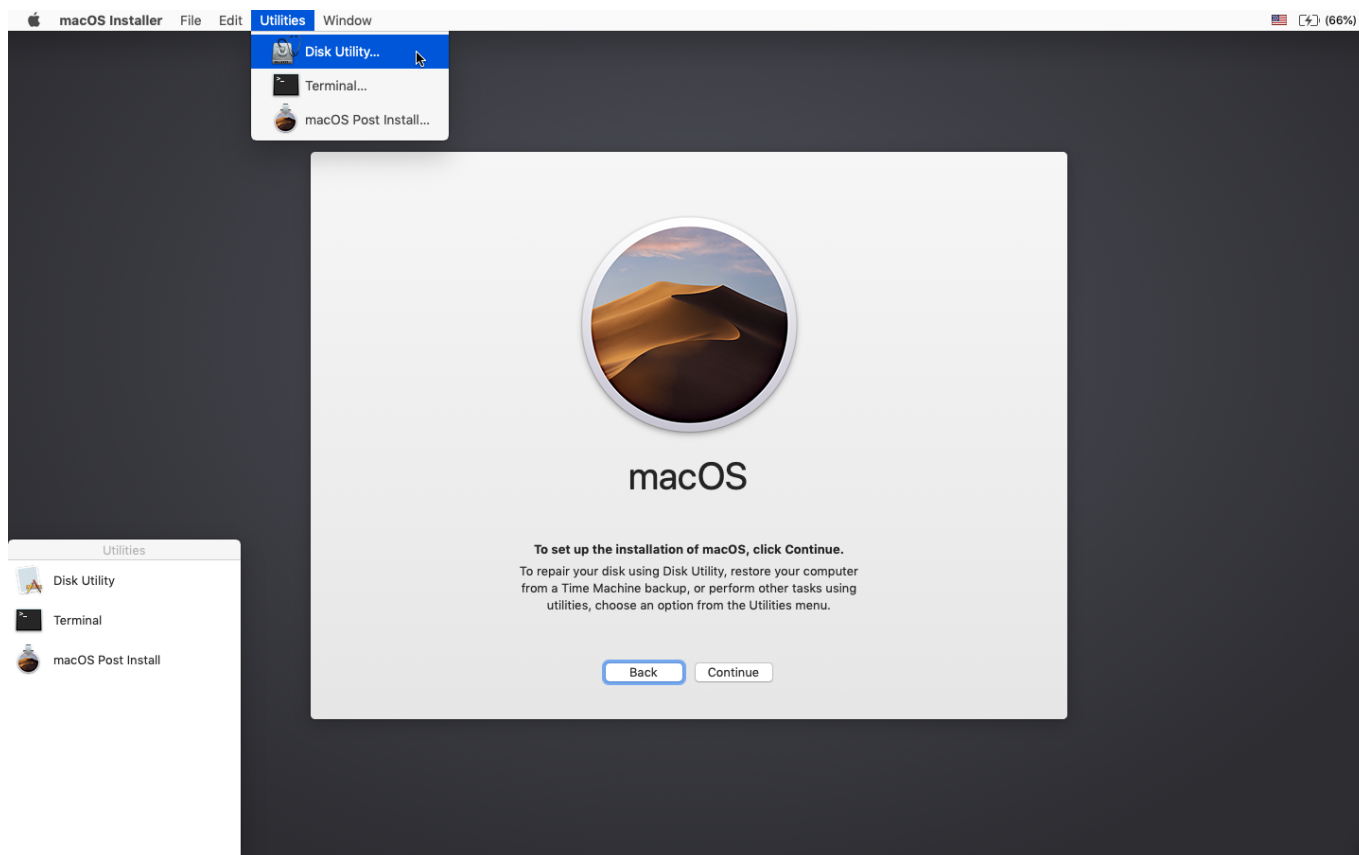 macOS Installer File Edit Utilities Window (66%)
Disk Utility...
Terminal...
macOS Post Install...
macOS
To set up the installation of macOS, click Continue.
To repair your disk using Disk Utility, restore your computer
from a Time Machine backup, or perform other tasks using
utilities, choose an option from the Utilities menu.
Back Continue
Utilities
Disk Utility
Terminal
macOS Post Install